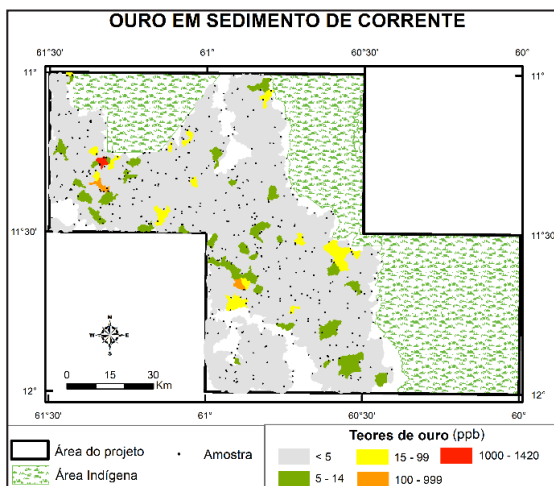 OURO EM SEDIMENTO DE CORRENTE
61°30' 61° 60°30' 60°
11° 11°
11°30' 11°30'
N
W E
S
0 15 30
Km
12° 12°
61°30' 61° 60°30' 60°
Área do projeto
Amostra
Área Indígena
Teores de ouro (ppb)
< 5 15 - 99 1000 - 1420
5 - 14 100 - 999